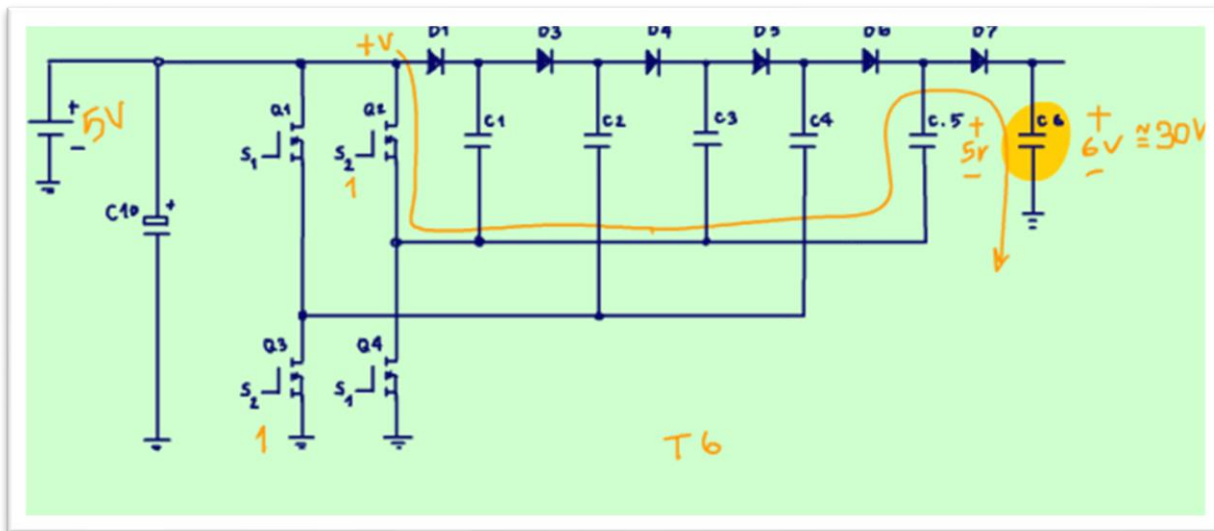 +V D1 D3 D4 D5 D6 D7
+ 5V -
Q1 Q2 C1 C2 C3 C4 C.5 C6
S1 S2
1
+ 5V - + 6V - ≅30V
C10 +
Q3 Q4
S2 S1
1
T6